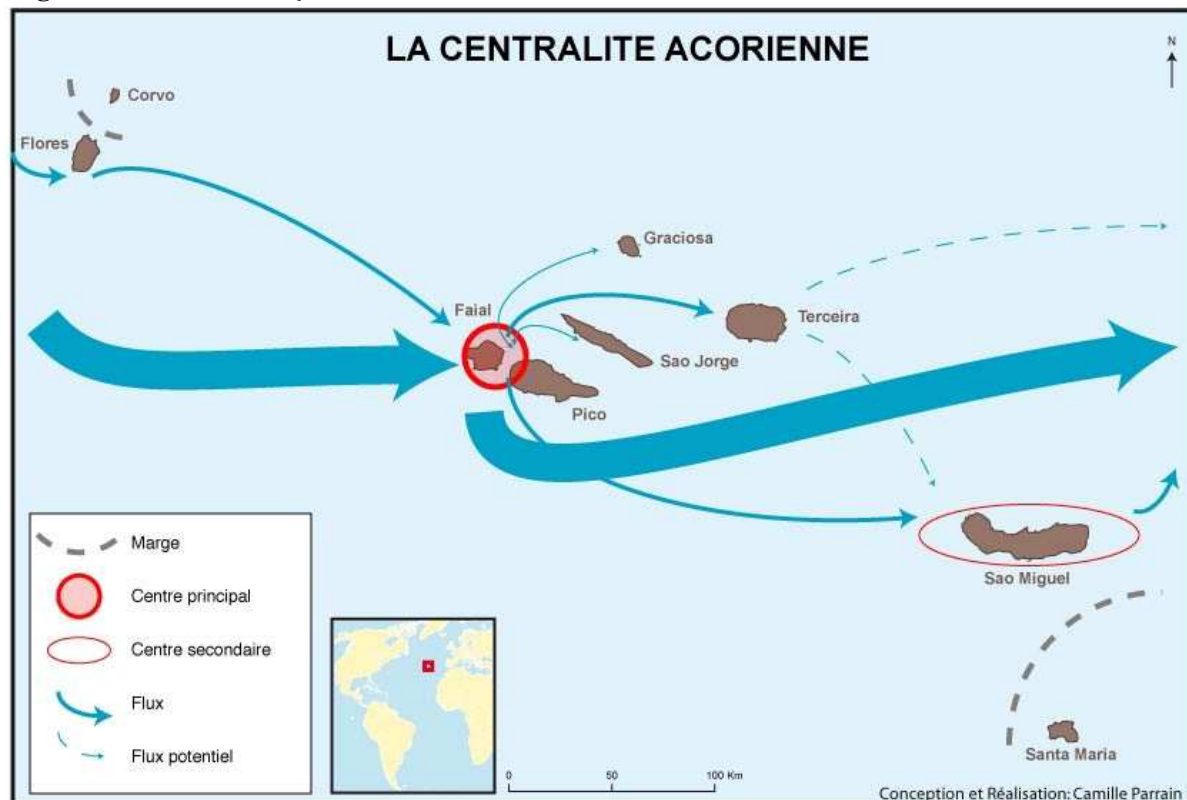 LA CENTRALITE ACORIENNE
N
Corvo
Flores
Graciosa
Faial
Terceira
Sao Jorge
Pico
Sao Miguel
Santa Maria
Marge
Centre principal
Centre secondaire
Flux
Flux potentiel
0 50 100 Km
Conception et Réalisation: Camille Parrain